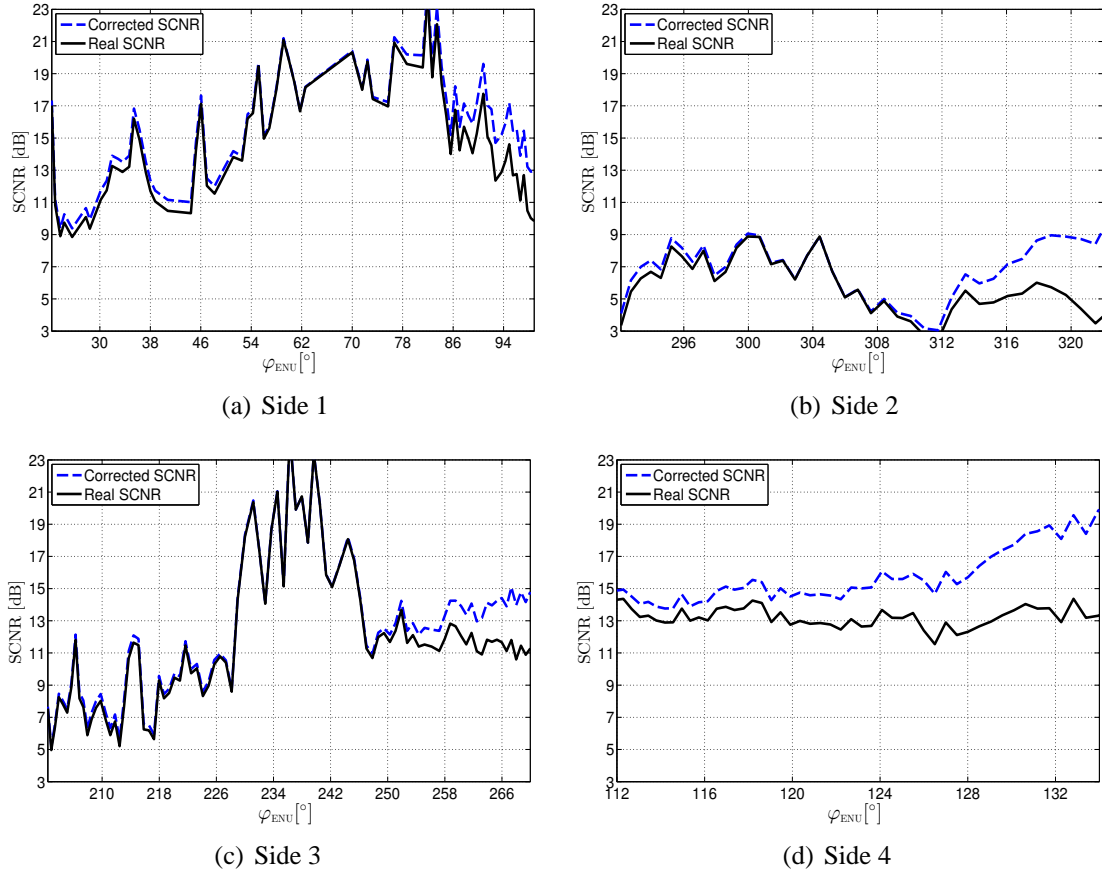 Corrected SCNR
Real SCNR
SCNR [dB]
23
21
19
17
15
13
11
9
7
5
3
30 38 46 54 62 70 78 86 94
φENU[°]
(a) Side 1
Corrected SCNR
Real SCNR
SCNR [dB]
23
21
19
17
15
13
11
9
7
5
3
296 300 304 308 312 316 320
φENU[°]
(b) Side 2
Corrected SCNR
Real SCNR
SCNR [dB]
23
21
19
17
15
13
11
9
7
5
3
210 218 226 234 242 250 258 266
φENU[°]
(c) Side 3
Corrected SCNR
Real SCNR
SCNR [dB]
23
21
19
17
15
13
11
9
7
5
3
112 116 120 124 128 132
φENU[°]
(d) Side 4